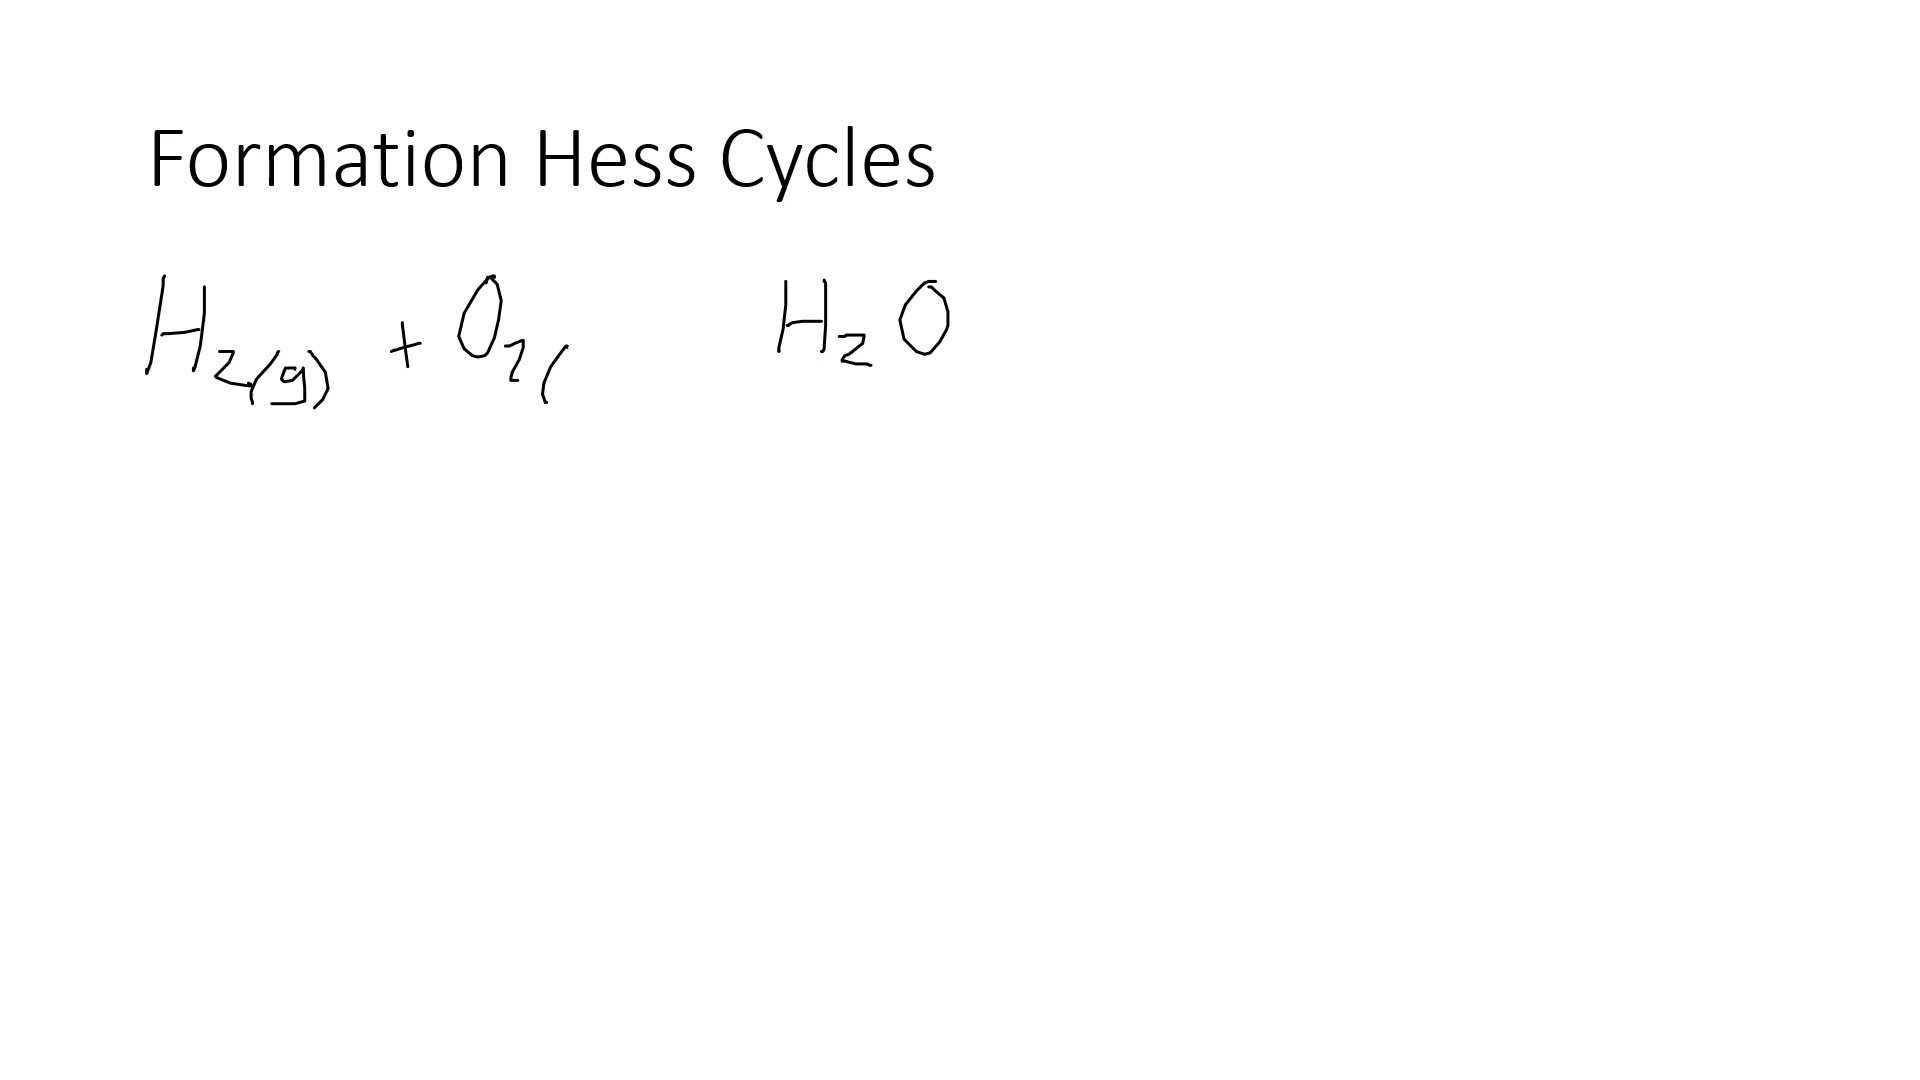 Formation Hess Cycles
H₂(g) + O₂( H₂O